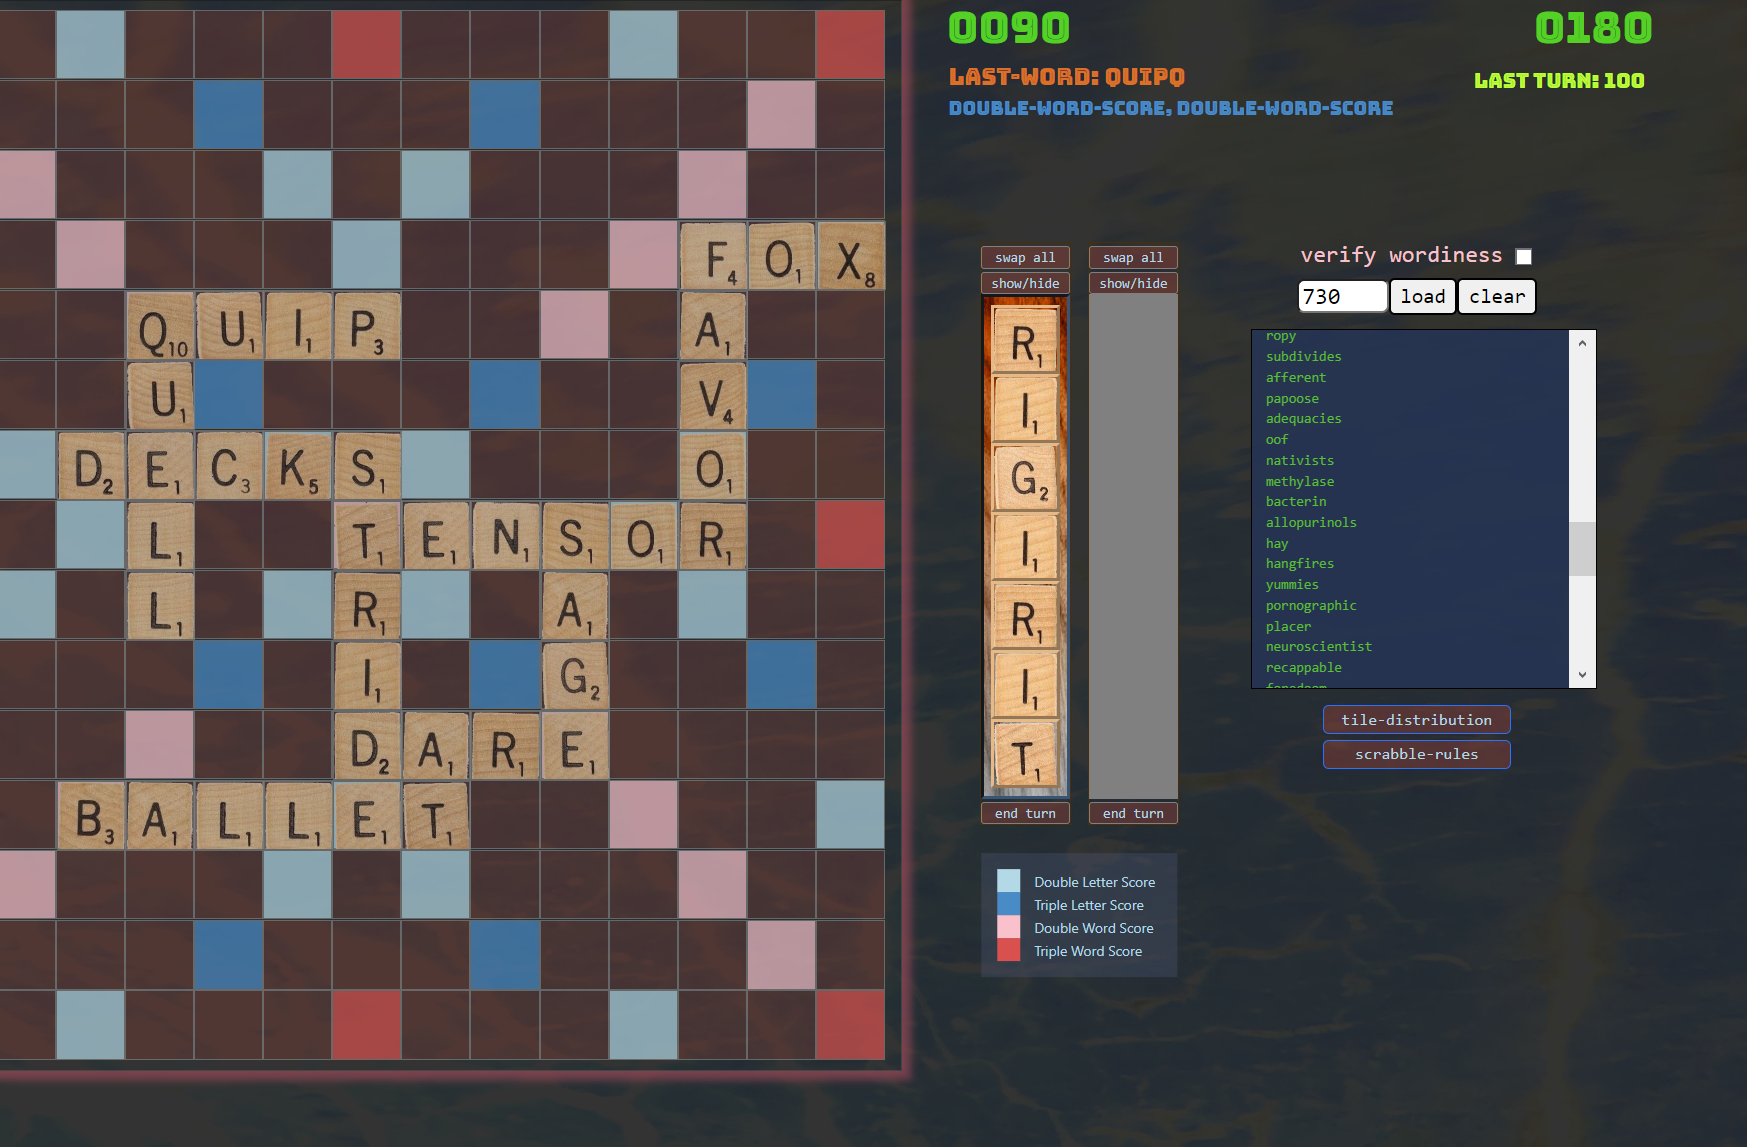 0090
0180
LAST-WORD: QUIPQ
LAST TURN: 100
DOUBLE-WORD-SCORE, DOUBLE-WORD-SCORE
F4 O1 X8
Q10 U1 I1 P3 A1
U1 V4
D2 E1 C3 K5 S1 O1
L1 T1 E1 N1 S1 O1 R1
L1 R1 A1
I1 G2
D2 A1 R1 E1
B3 A1 L1 L1 E1 T1
swap all
show/hide
R1
I1
G2
I1
R1
I1
T1
end turn
swap all
show/hide
end turn
verify wordiness
730 load clear
ropy
subdivides
afferent
papoose
adequacies
oof
nativists
methylase
bacterin
allopurinols
hay
hangfires
yummies
pornographic
placer
neuroscientist
recappable
tile-distribution
scrabble-rules
Double Letter Score
Triple Letter Score
Double Word Score
Triple Word Score